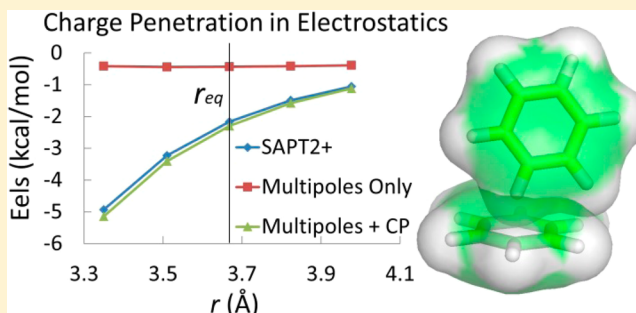 Charge Penetration in Electrostatics
0
-1
-2
-3
-4
-5
-6
Eels (kcal/mol)
req
SAPT2+
Multipoles Only
Multipoles + CP
3.3 3.5 3.7 3.9 4.1
r (Å)